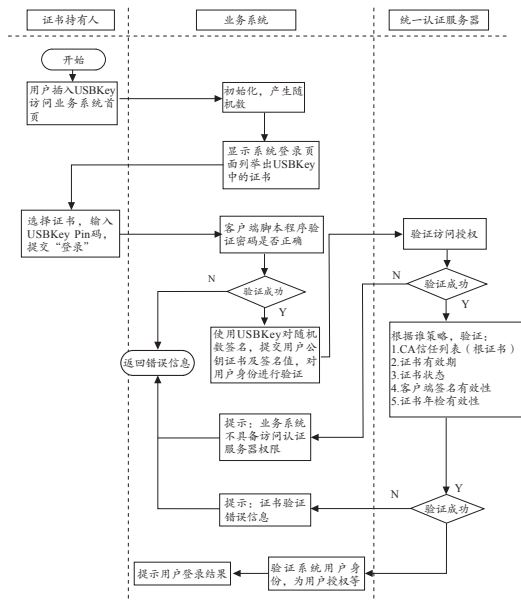 证书持有人
业务系统
统一认证服务器
开始
用户插入USBKey
访问业务系统首
页
初始化，产生随
机数
显示系统登录页
面列举出USBKey
中的证书
选择证书，输入
USBKey Pin码，
提交“登录”
客户端脚本程序验
证密码是否正确
验证访问授权
N
验证成功
Y
N
验证成功
Y
使用USBKey对随机
数签名，提交用户公
钥证书及签名值，对
用户身份进行验证
返回错误信息
根据谁策略，验证：
1.CA信任列表（根证书）
2.证书有效期
3.证书状态
4.客户端签名有效性
5.证书年检有效性
提示：业务系统
不具备访问认证
服务器权限
提示：证书验证
错误信息
N
Y
验证成功
提示用户登录结果
验证系统用户身
份，为用户授权等